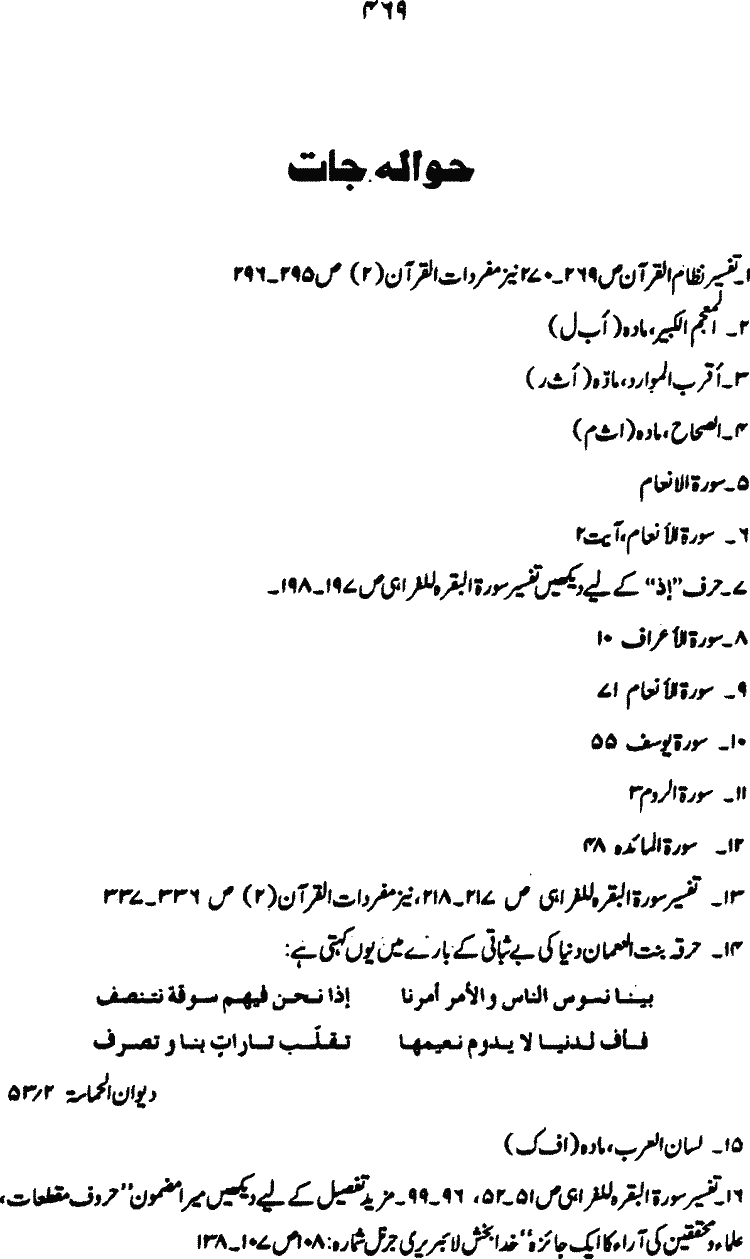 ۴۶۹
حوالہ جات
۱۔تفسیر نظام القرآن ص۲۶۹۔۲۷۰ نیز مفردات القرآن (۲) ص ۲۹۵۔۲۹۶
۲۔ المعجم الکبیر، مادہ (أ ب ل)
۳۔أقرب الموارد، مادّہ (أ ث ر)
۴۔الصحاح، مادہ (ا ث م)
۵۔سورۃ الانعام
۶۔ سورۃ الأنعام، آیت ۲
۷۔حرف "إذ" کے لیے دیکھیں تفسیر سورۃ البقرہ للفراہی ص ۱۹۷۔۱۹۸۔
۸۔سورۃ الأعراف ۱۰
۹۔ سورۃ الأنعام ۷۱
۱۰۔ سورۃ یوسف ۵۵
۱۱۔ سورۃ الروم ۳
۱۲۔ سورۃ المائدہ ۴۸
۱۳۔ تفسیر سورۃ البقرہ للفراہی ص ۲۱۷۔۲۱۸، نیز مفردات القرآن (۲) ص ۳۳۶۔۳۳۷
۱۴۔ حرقہ بنت النعمان دنیا کی بے ثباتی کے بارے میں یوں کہتی ہے:
بینا نسوس الناس والأمر أمرنا إذا نحن فیهم سوقة نتنصف
فأف لدنیا لا یدوم نعیمها تقلّب تاراتٍ بنا و تصرف
دیوان الحماسۃ ۵۳/۲
۱۵۔ لسان العرب، مادہ (ا ف ک)
۱۶۔تفسیر سورۃ البقرہ للفراہی ص ۵۱۔۵۲، ۹۶۔۹۹۔مزید تفصیل کے لیے دیکھیں میرا مضمون "حروف مقطعات،
علماء و محققین کی آراء کا ایک جائزہ" خدا بخش لائبریری جرنل شمارہ: ۱۰۸ ص ۱۰۷۔۱۳۸